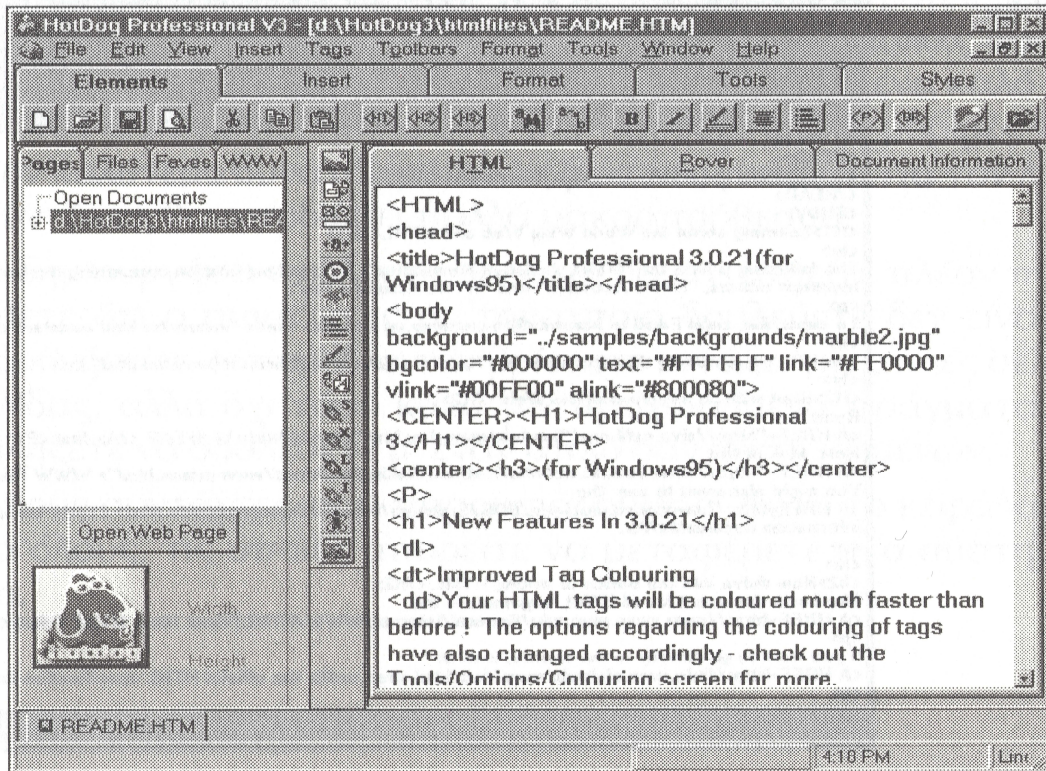 HotDog Professional V3 - [d:\HotDog3\htmlfiles\README.HTM]
File Edit View Insert Tags Toolbars Format Tools Window Help
Elements Insert Format Tools Styles
<H1> <H2> <H3> B <P> <BR>
Pages Files Faves WWW
HTML Rover Document Information
Open Documents
d:\HotDog3\htmlfiles\REA
<HTML>
<head>
<title>HotDog Professional 3.0.21(for
Windows95)</title></head>
<body
background="../samples/backgrounds/marble2.jpg"
bgcolor="#000000" text="#FFFFFF" link="#FF0000"
vlink="#00FF00" alink="#800080">
<CENTER><H1>HotDog Professional
3</H1></CENTER>
<center><h3>(for Windows95)</h3></center>
<P>
<h1>New Features In 3.0.21</h1>
<dl>
<dt>Improved Tag Colouring
<dd>Your HTML tags will be coloured much faster than
before ! The options regarding the colouring of tags
have also changed accordingly - check out the
Tools/Options/Colouring screen for more.
Open Web Page
Width
Height
hotdog
README.HTM
4:18 PM Line